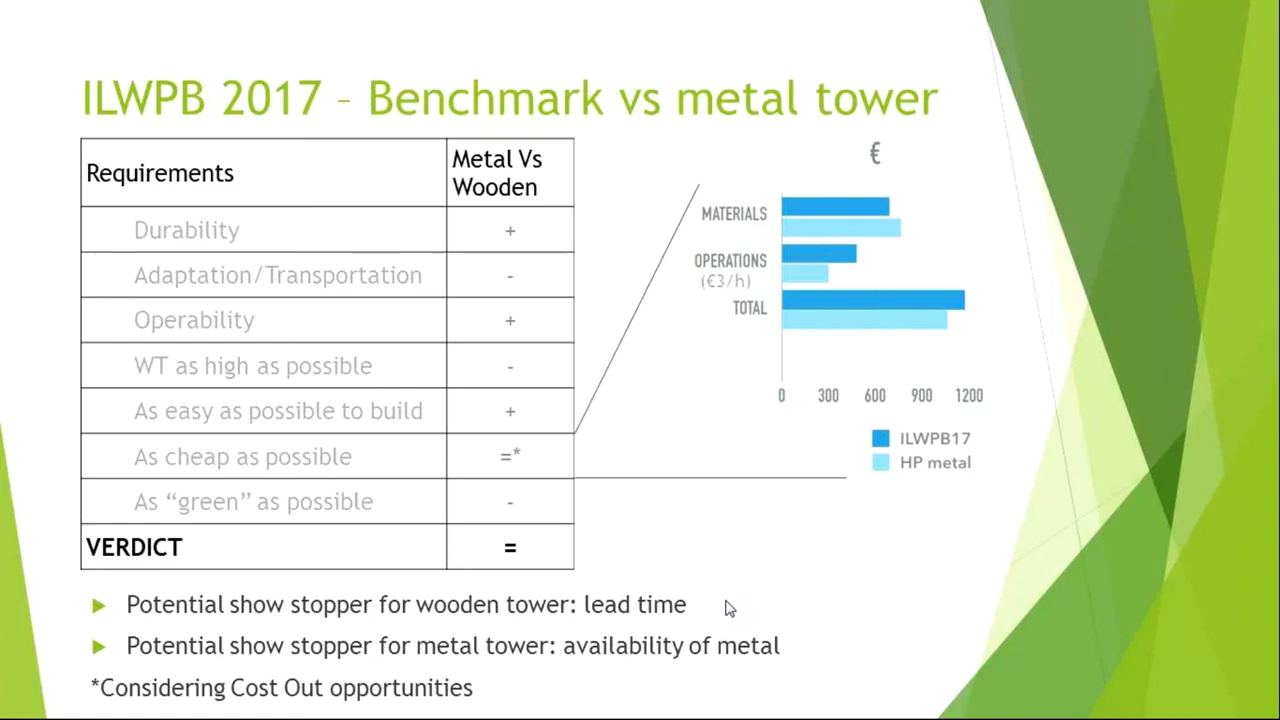 ILWPB 2017 – Benchmark vs metal tower
Requirements
Metal Vs
Wooden
Durability +
Adaptation/Transportation -
Operability +
WT as high as possible -
As easy as possible to build +
As cheap as possible =*
As “green” as possible -
VERDICT =
€
MATERIALS
OPERATIONS
(€3/h)
TOTAL
0 300 600 900 1200
ILWPB17
HP metal
Potential show stopper for wooden tower: lead time
Potential show stopper for metal tower: availability of metal
*Considering Cost Out opportunities